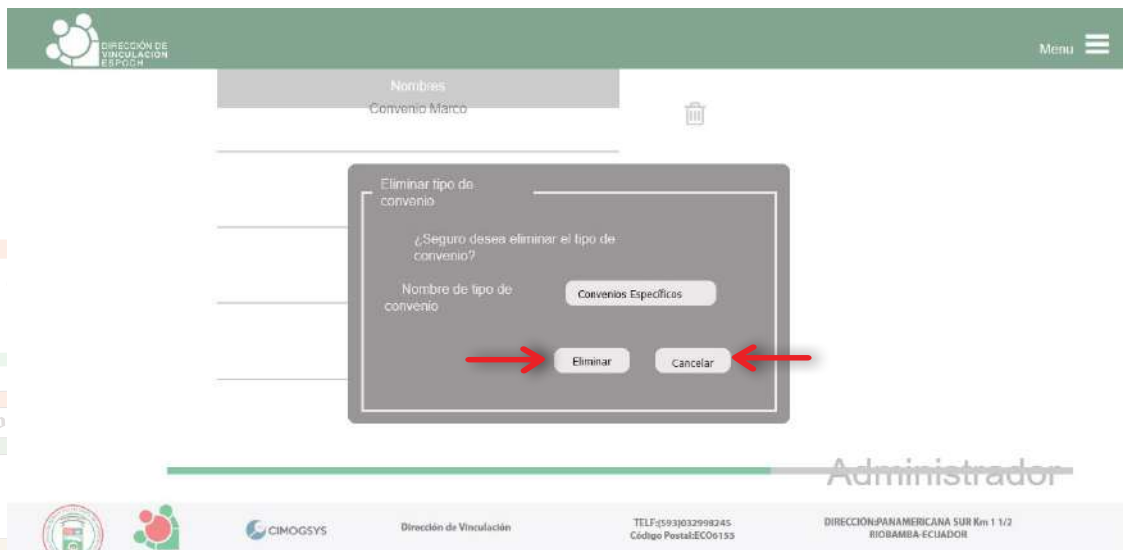 DIRECCIÓN DE
VINCULACIÓN
ESPOCH
Menu
Nombres
Convenio Marco
Eliminar tipo de
convenio
¿Seguro desea eliminar el tipo de
convenio?
Nombre de tipo de
convenio
Convenios Específicos
Eliminar
Cancelar
Administrador
CIMOGSYS
Dirección de Vinculación
TELF:(593)032998245
Código Postal:EC06155
DIRECCIÓN:PANAMERICANA SUR Km 1 1/2
RIOBAMBA-ECUADOR